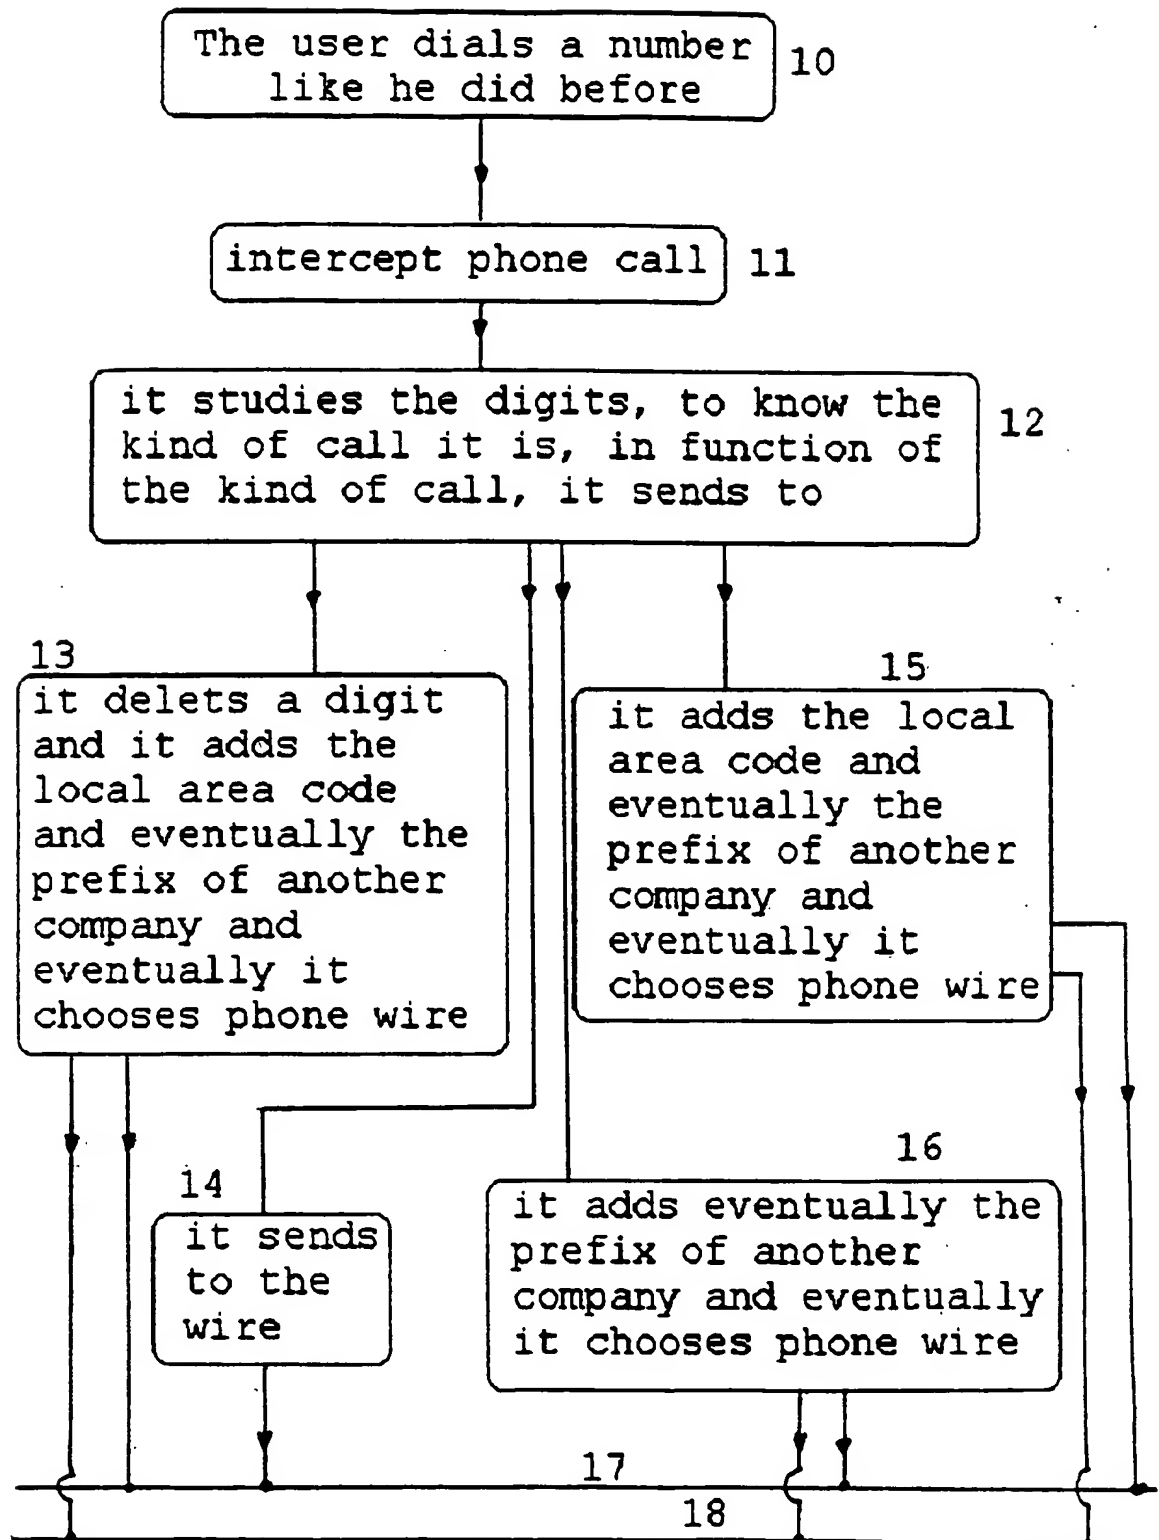 The user dials a number
like he did before
10
intercept phone call
11
it studies the digits, to know the
kind of call it is, in function of
the kind of call, it sends to
12
13
it delets a digit
and it adds the
local area code
and eventually the
prefix of another
company and
eventually it
chooses phone wire
15
it adds the local
area code and
eventually the
prefix of another
company and
eventually it
chooses phone wire
14
it sends
to the
wire
16
it adds eventually the
prefix of another
company and eventually
it chooses phone wire
17
18